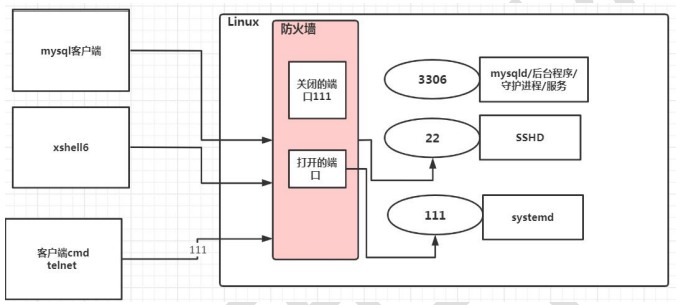 Linux
防火墙
mysql客户端
关闭的端
口111
3306
mysqld/后台程序/
守护进程/服务
xshell6
打开的端
口
22
SSHD
111
systemd
客户端cmd
telnet
111